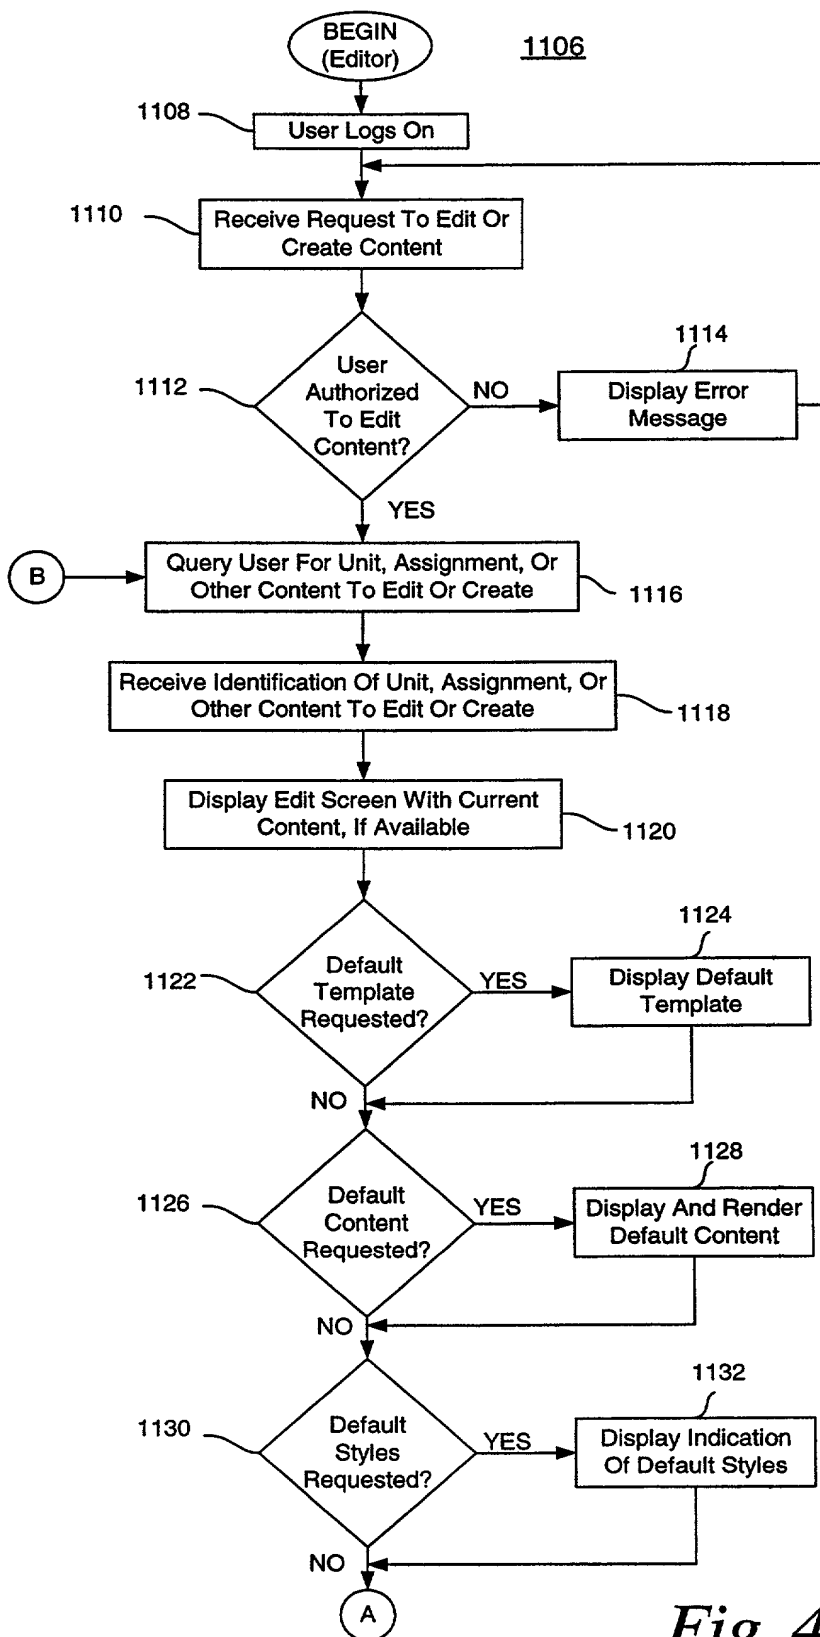 BEGIN
(Editor)
1106
1108
User Logs On
1110
Receive Request To Edit Or
Create Content
1112
User
Authorized
To Edit
Content?
NO
1114
Display Error
Message
YES
B
Query User For Unit, Assignment, Or
Other Content To Edit Or Create
1116
Receive Identification Of Unit, Assignment, Or
Other Content To Edit Or Create
1118
Display Edit Screen With Current
Content, If Available
1120
1122
Default
Template
Requested?
YES
1124
Display Default
Template
NO
1126
Default
Content
Requested?
YES
1128
Display And Render
Default Content
NO
1130
Default
Styles
Requested?
YES
1132
Display Indication
Of Default Styles
NO
A
Fig. 4